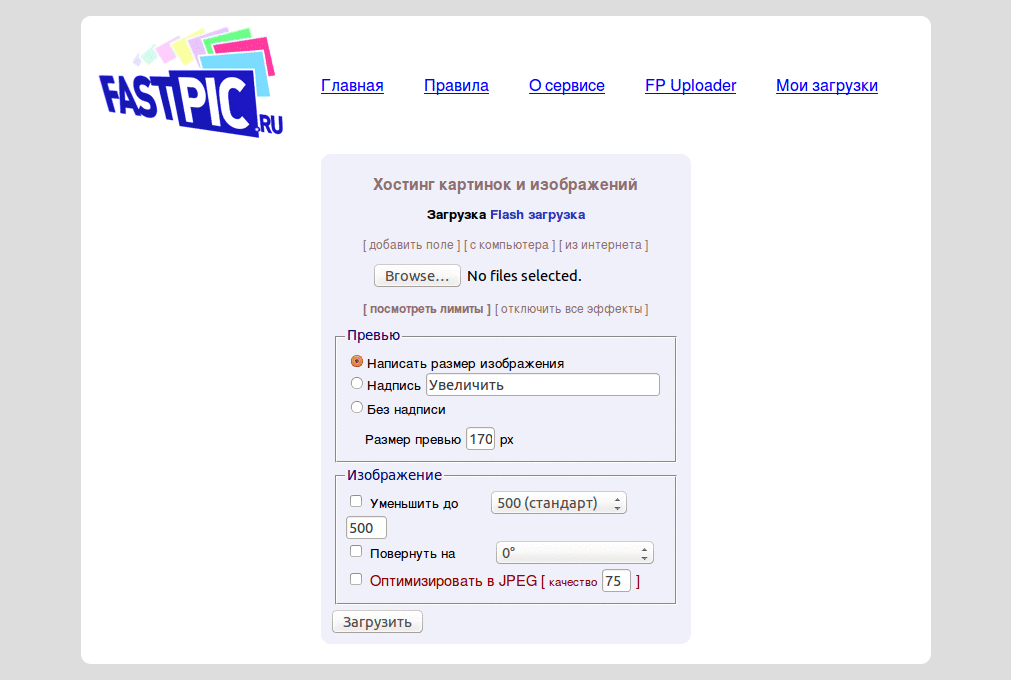 FASTPIC.RU
Главная Правила О сервисе FP Uploader Мои загрузки
Хостинг картинок и изображений
Загрузка Flash загрузка
[ добавить поле ] [ с компьютера ] [ из интернета ]
Browse... No files selected.
[ посмотреть лимиты ] [ отключить все эффекты ]
Превью
Написать размер изображения
Надпись Увеличить
Без надписи
Размер превью 170 px
Изображение
Уменьшить до 500 (стандарт)
500
Повернуть на 0°
Оптимизировать в JPEG [ качество 75 ]
Загрузить